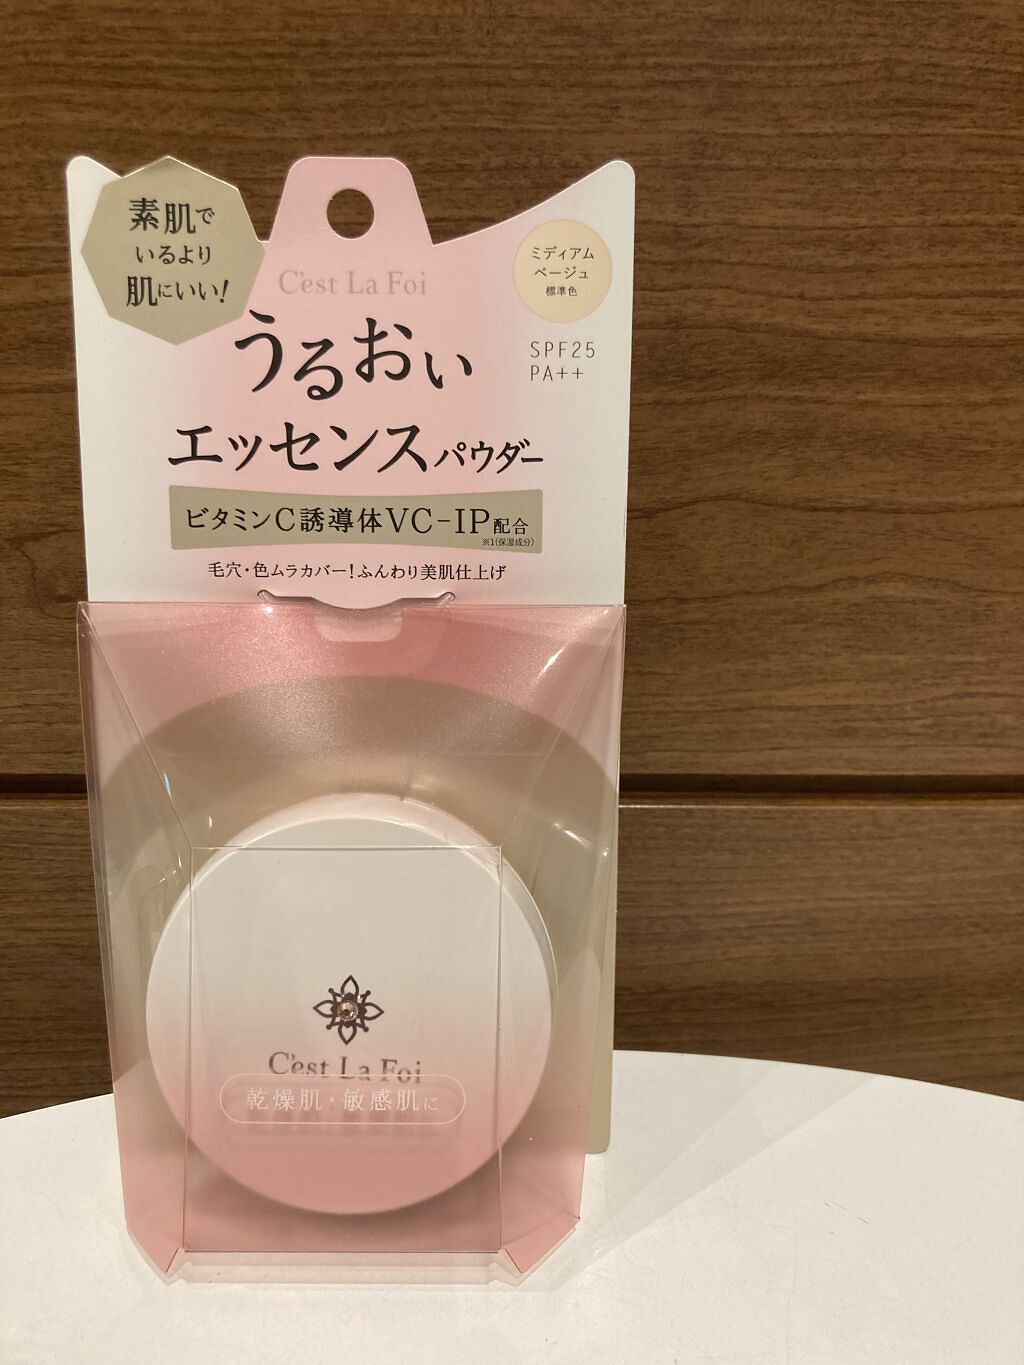 素肌で
いるより
肌にいい!
C'est La Foi
ミディアム
ベージュ
標準色
SPF25
PA++
うるおい
エッセンスパウダー
ビタミンC誘導体VC-IP配合
※1(保湿成分)
毛穴・色ムラカバー!ふんわり美肌仕上げ
C'est La Foi
乾燥肌・敏感肌に